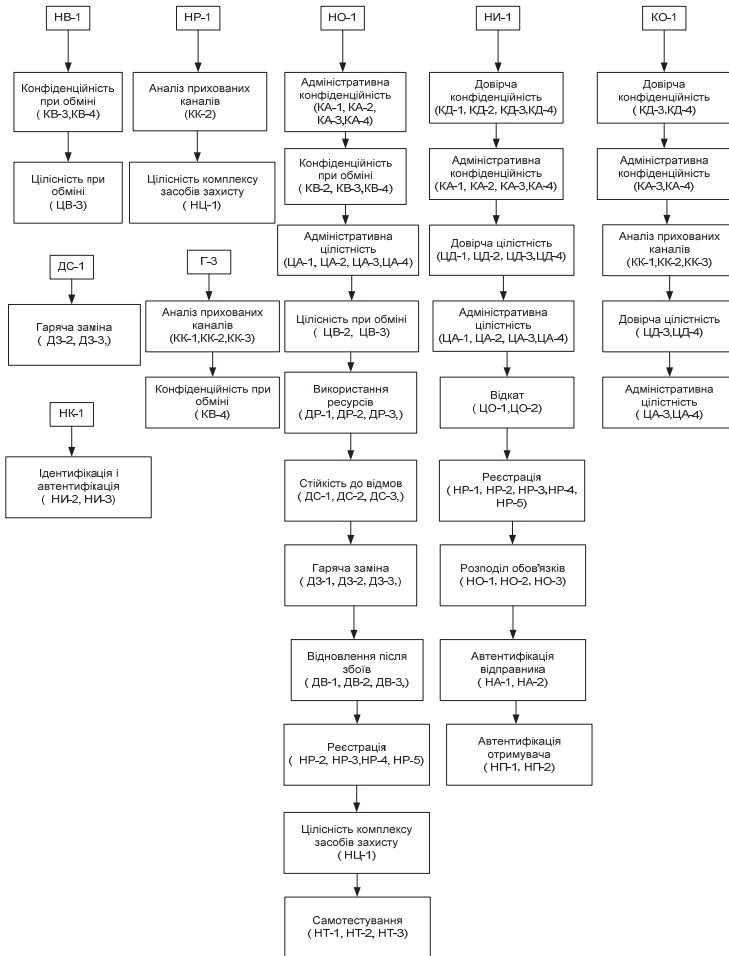 НВ-1
Конфіденційність
при обміні
( КВ-3,КВ-4)
Цілісність при
обміні
( ЦВ-3)
НР-1
Аналіз прихованих
каналів
(КК-2)
Цілісність комплексу
засобів захисту
( НЦ-1)
ДС-1
Гаряча заміна
( ДЗ-2, ДЗ-3,)
Г-3
Аналіз прихованих
каналів
(КК-1,КК-2,КК-3)
Конфіденційність при
обміні
( КВ-4)
НК-1
Ідентифікація і
автентифікація
( НИ-2, НИ-3)
НО-1
Адміністративна
конфіденційність
(КА-1, КА-2,
КА-3,КА-4)
Конфіденційність
при обміні
( КВ-2, КВ-3,КВ-4)
Адміністративна
цілісність
(ЦА-1, ЦА-2, ЦА-3,ЦА-4)
Цілісність при обміні
( ЦВ-2, ЦВ-3)
Використання
ресурсів
( ДР-1, ДР-2, ДР-3,)
Стійкість до відмов
( ДС-1, ДС-2, ДС-3,)
Гаряча заміна
( ДЗ-1, ДЗ-2, ДЗ-3,)
Відновлення після
збоїв
( ДВ-1, ДВ-2, ДВ-3,)
Реєстрація
( НР-2, НР-3,НР-4, НР-5)
Цілісність комплексу
засобів захисту
( НЦ-1)
Самотестування
( НТ-1, НТ-2, НТ-3)
НИ-1
Довірча
конфіденційність
(КД-1, КД-2, КД-3,КД-4)
Адміністративна
конфіденційність
(КА-1, КА-2, КА-3,КА-4)
Довірча цілісність
(ЦД-1, ЦД-2, ЦД-3,ЦД-4)
Адміністративна
цілісність
(ЦА-1, ЦА-2, ЦА-3,ЦА-4)
Відкат
( ЦО-1,ЦО-2)
Реєстрація
( НР-1, НР-2, НР-3,НР-4,
НР-5)
Розподіл обов'язків
( НО-1, НО-2, НО-3)
Автентифікація
відправника
( НА-1, НА-2)
Автентифікація
отримувача
( НП-1, НП-2)
КО-1
Довірча
конфіденційність
( КД-3,КД-4)
Адміністративна
конфіденційність
(КА-3,КА-4)
Аналіз прихованих
каналів
(КК-1,КК-2,КК-3)
Довірча цілісність
( ЦД-3,ЦД-4)
Адміністративна
цілістність
( ЦА-3,ЦА-4)